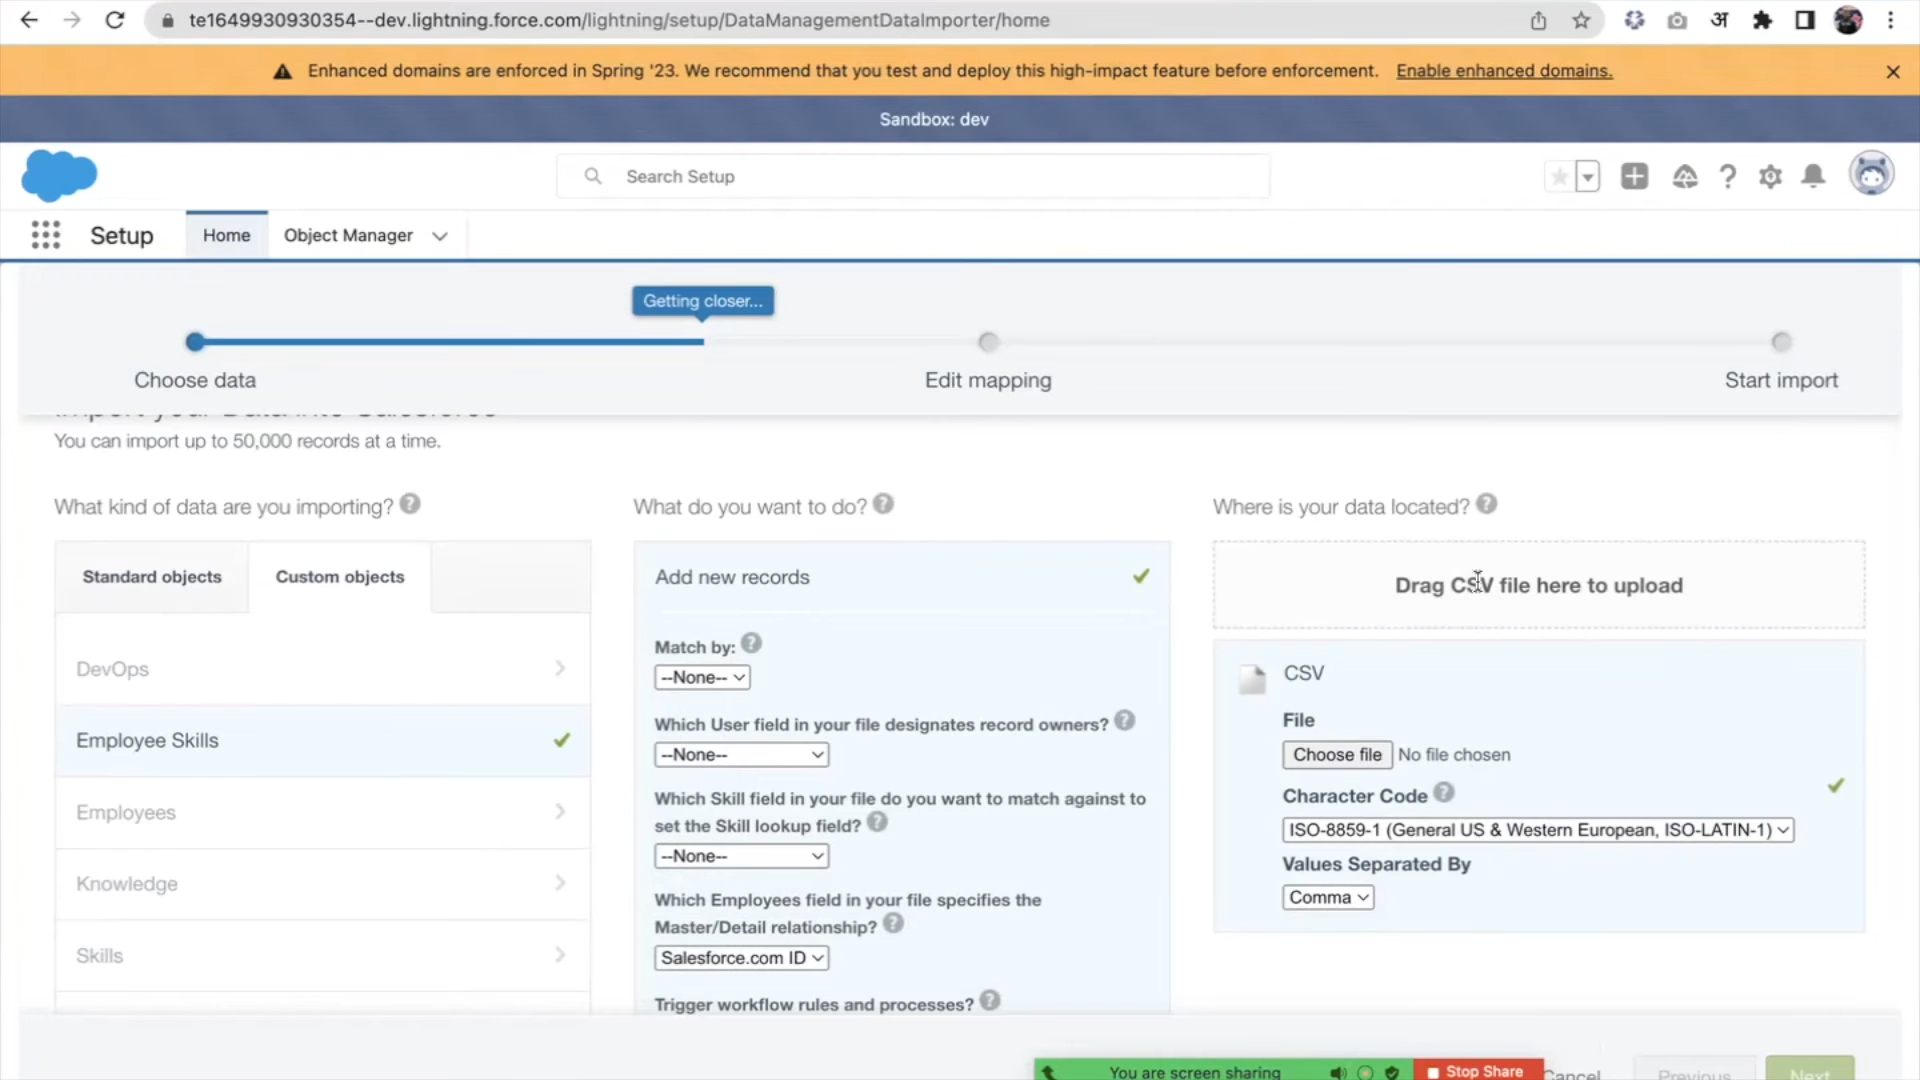 te1649930930354--dev.lightning.force.com/lightning/setup/DataManagementDataImporter/home
अ
Enhanced domains are enforced in Spring '23. We recommend that you test and deploy this high-impact feature before enforcement. Enable enhanced domains.
Sandbox: dev
Search Setup
Setup
Home
Object Manager
Getting closer...
Choose data
Edit mapping
Start import
Import your Data into Salesforce
You can import up to 50,000 records at a time.
What kind of data are you importing?
Standard objects
Custom objects
DevOps
Employee Skills
Employees
Knowledge
Skills
What do you want to do?
Add new records
Match by:
--None--
Which User field in your file designates record owners?
--None--
Which Skill field in your file do you want to match against to
set the Skill lookup field?
--None--
Which Employees field in your file specifies the
Master/Detail relationship?
Salesforce.com ID
Trigger workflow rules and processes?
Where is your data located?
Drag CSV file here to upload
CSV
File
Choose file No file chosen
Character Code
ISO-8859-1 (General US & Western European, ISO-LATIN-1)
Values Separated By
Comma
You are screen sharing
Stop Share
Cancel
Previous
Next